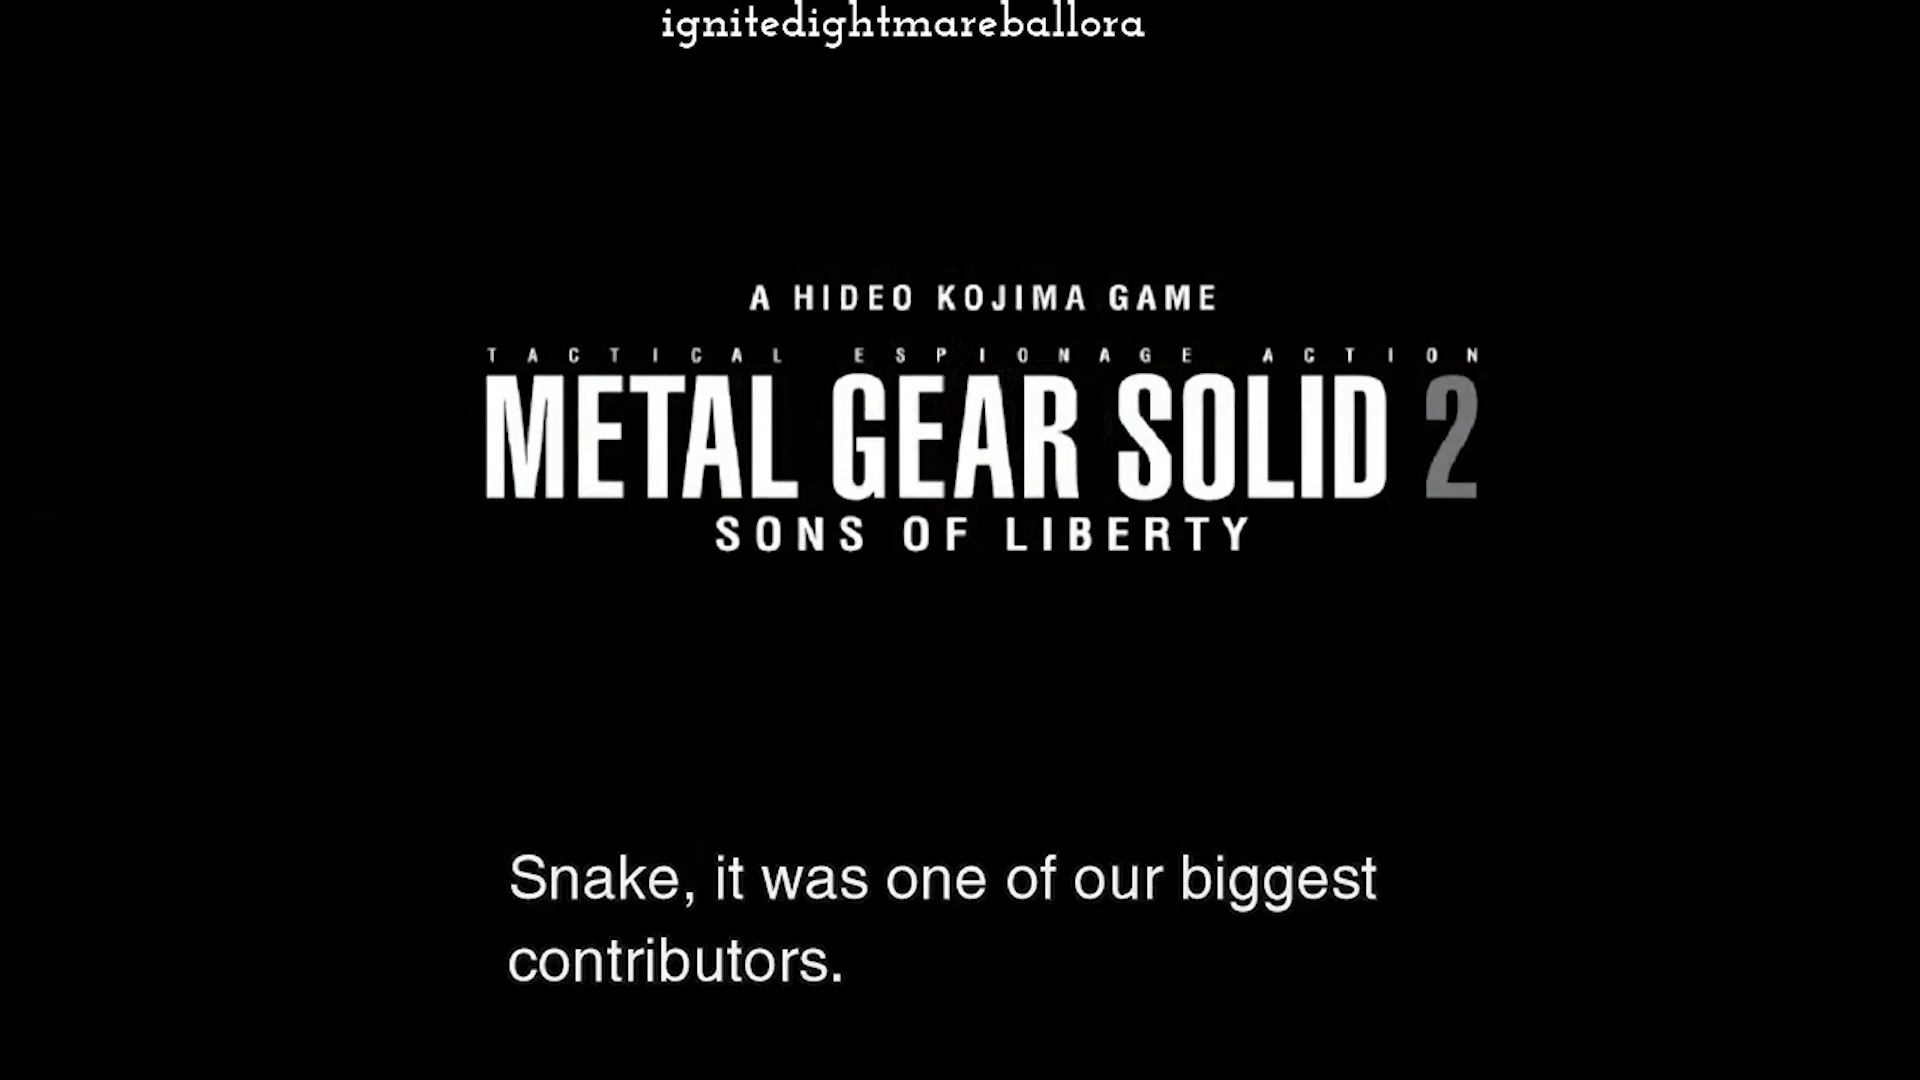 ignitedightmareballora
A HIDEO KOJIMA GAME
TACTICAL ESPIONAGE ACTION
METAL GEAR SOLID 2
SONS OF LIBERTY
Snake, it was one of our biggest
contributors.